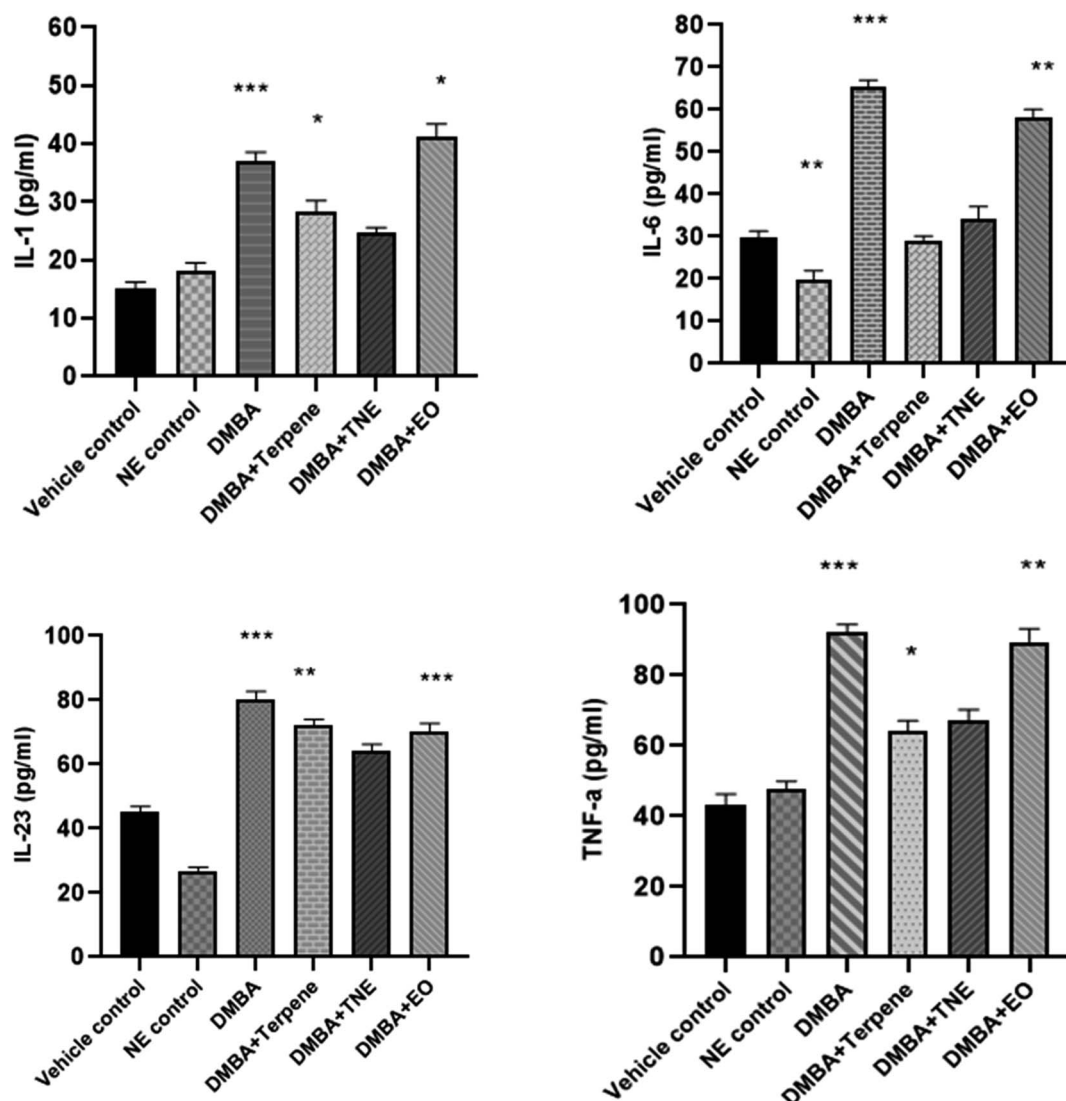 IL-1 (pg/ml)
60
50
40
30
20
10
0
***
*
*
Vehicle control
NE control
DMBA
DMBA+Terpene
DMBA+TNE
DMBA+EO
IL-6 (pg/ml)
80
70
60
50
40
30
20
10
0
**
***
**
Vehicle control
NE control
DMBA
DMBA+Terpene
DMBA+TNE
DMBA+EO
IL-23 (pg/ml)
100
80
60
40
20
0
***
**
***
Vehicle control
NE control
DMBA
DMBA+Terpene
DMBA+TNE
DMBA+EO
TNF-a (pg/ml)
100
80
60
40
20
0
***
*
**
Vehicle control
NE control
DMBA
DMBA+Terpene
DMBA+TNE
DMBA+EO